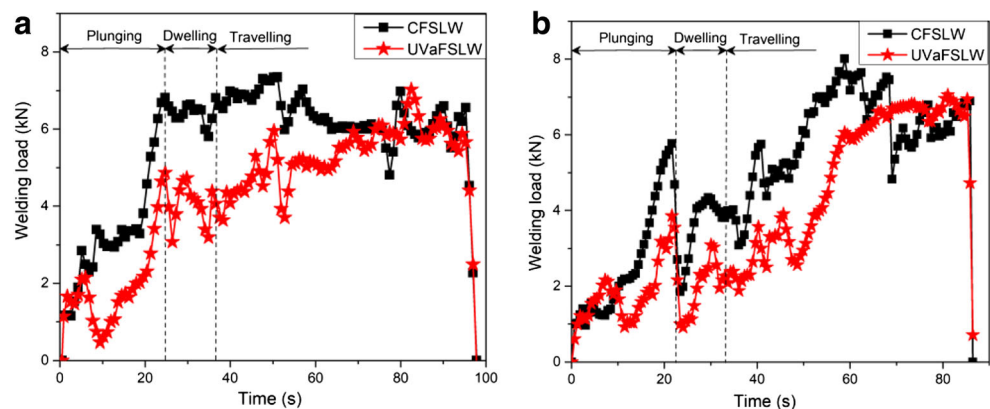 a
Plunging Dwelling Travelling
CFSLW
UVaFSLW
Welding load (kN)
8
6
4
2
0
0 20 40 60 80 100
Time (s)
b
Plunging Dwelling Travelling
CFSLW
UVaFSLW
Welding load (kN)
8
6
4
2
0
0 20 40 60 80
Time (s)